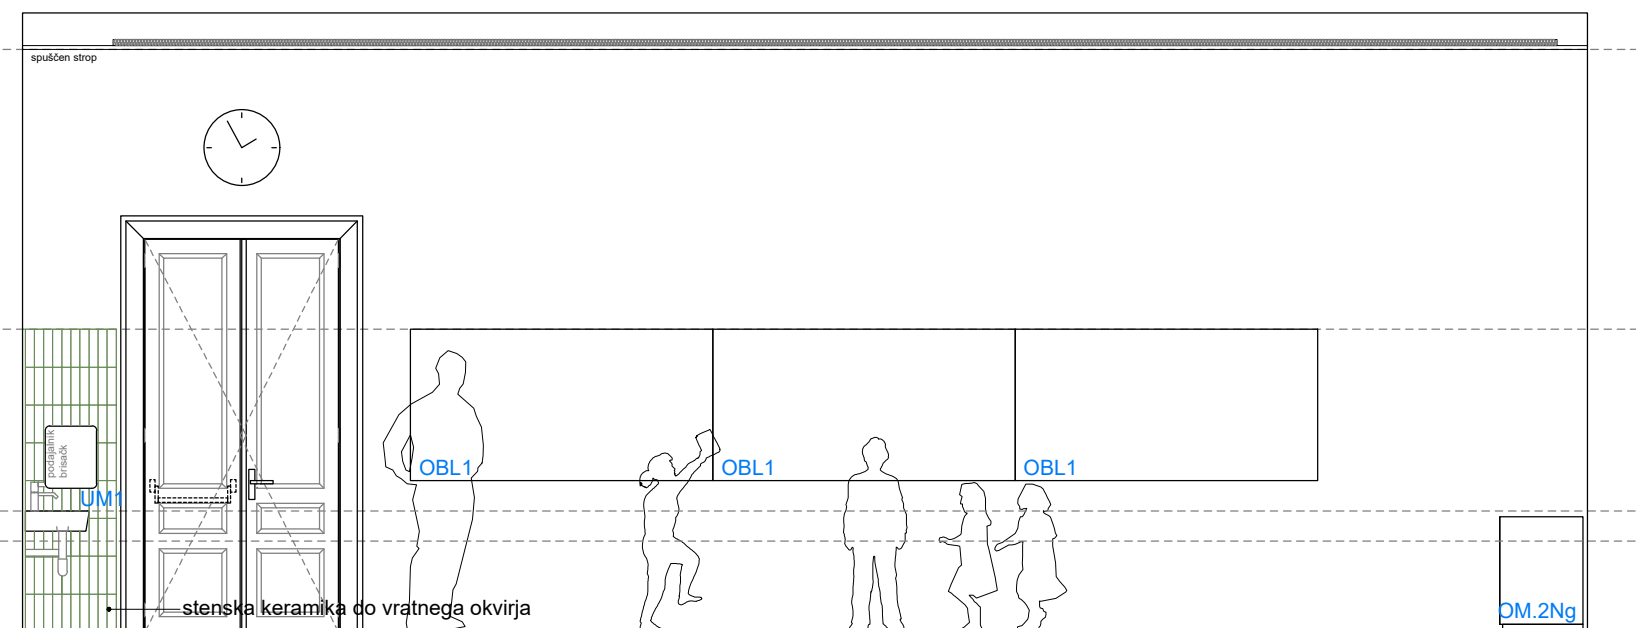 spuščen strop
podajalnik
brisačk
UM1
OBL1
OBL1
OBL1
stenska keramika do vratnega okvirja
OM.2Ng